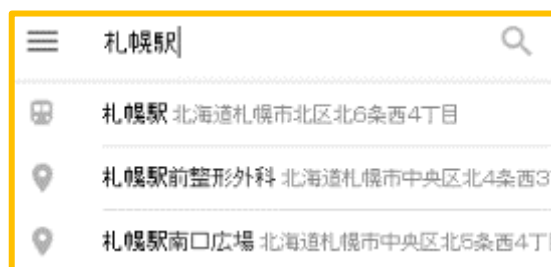 札幌駅
札幌駅 北海道札幌市北区北6条西4丁目
札幌駅前整形外科 北海道札幌市中央区北4条西3
札幌駅南口広場 北海道札幌市中央区北5条西4丁